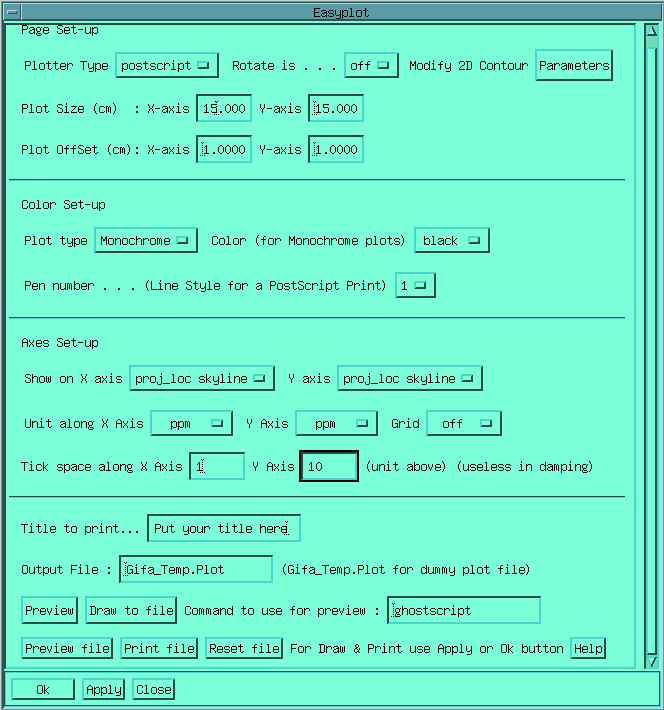 Easyplot
Page Set-up
Plotter Type postscript Rotate is . . . off Modify 2D Contour Parameters
Plot Size (cm) : X-axis 15.000 Y-axis 15.000
Plot OffSet (cm): X-axis 1.0000 Y-axis 1.0000
Color Set-up
Plot type Monochrome Color (for Monochrome plots) black
Pen number . . . (Line Style for a PostScript Print) 1
Axes Set-up
Show on X axis proj_loc skyline Y axis proj_loc skyline
Unit along X Axis ppm Y Axis ppm Grid off
Tick space along X Axis 1 Y Axis 10 (unit above) (useless in damping)
Title to print... Put your title here
Output File : Gifa_Temp.Plot (Gifa_Temp.Plot for dummy plot file)
Preview Draw to file Command to use for preview : ghostscript
Preview file Print file Reset file For Draw & Print use Apply or Ok button Help
Ok Apply Close